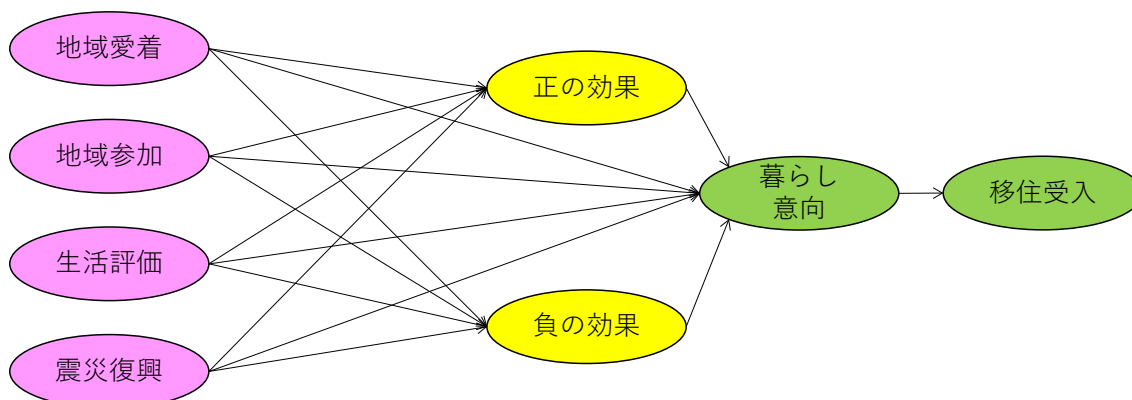 地域愛着
地域参加
生活評価
震災復興
正の効果
負の効果
暮らし
意向
移住受入